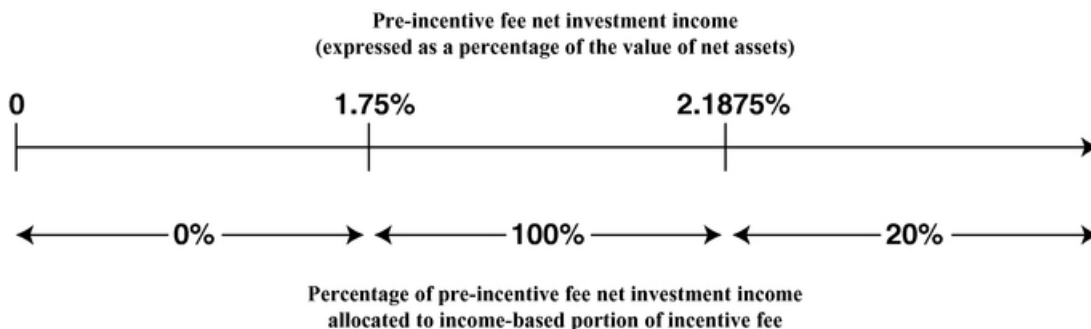 Pre-incentive fee net investment income
(expressed as a percentage of the value of net assets)
0 1.75% 2.1875%
0% 100% 20%
Percentage of pre-incentive fee net investment income
allocated to income-based portion of incentive fee